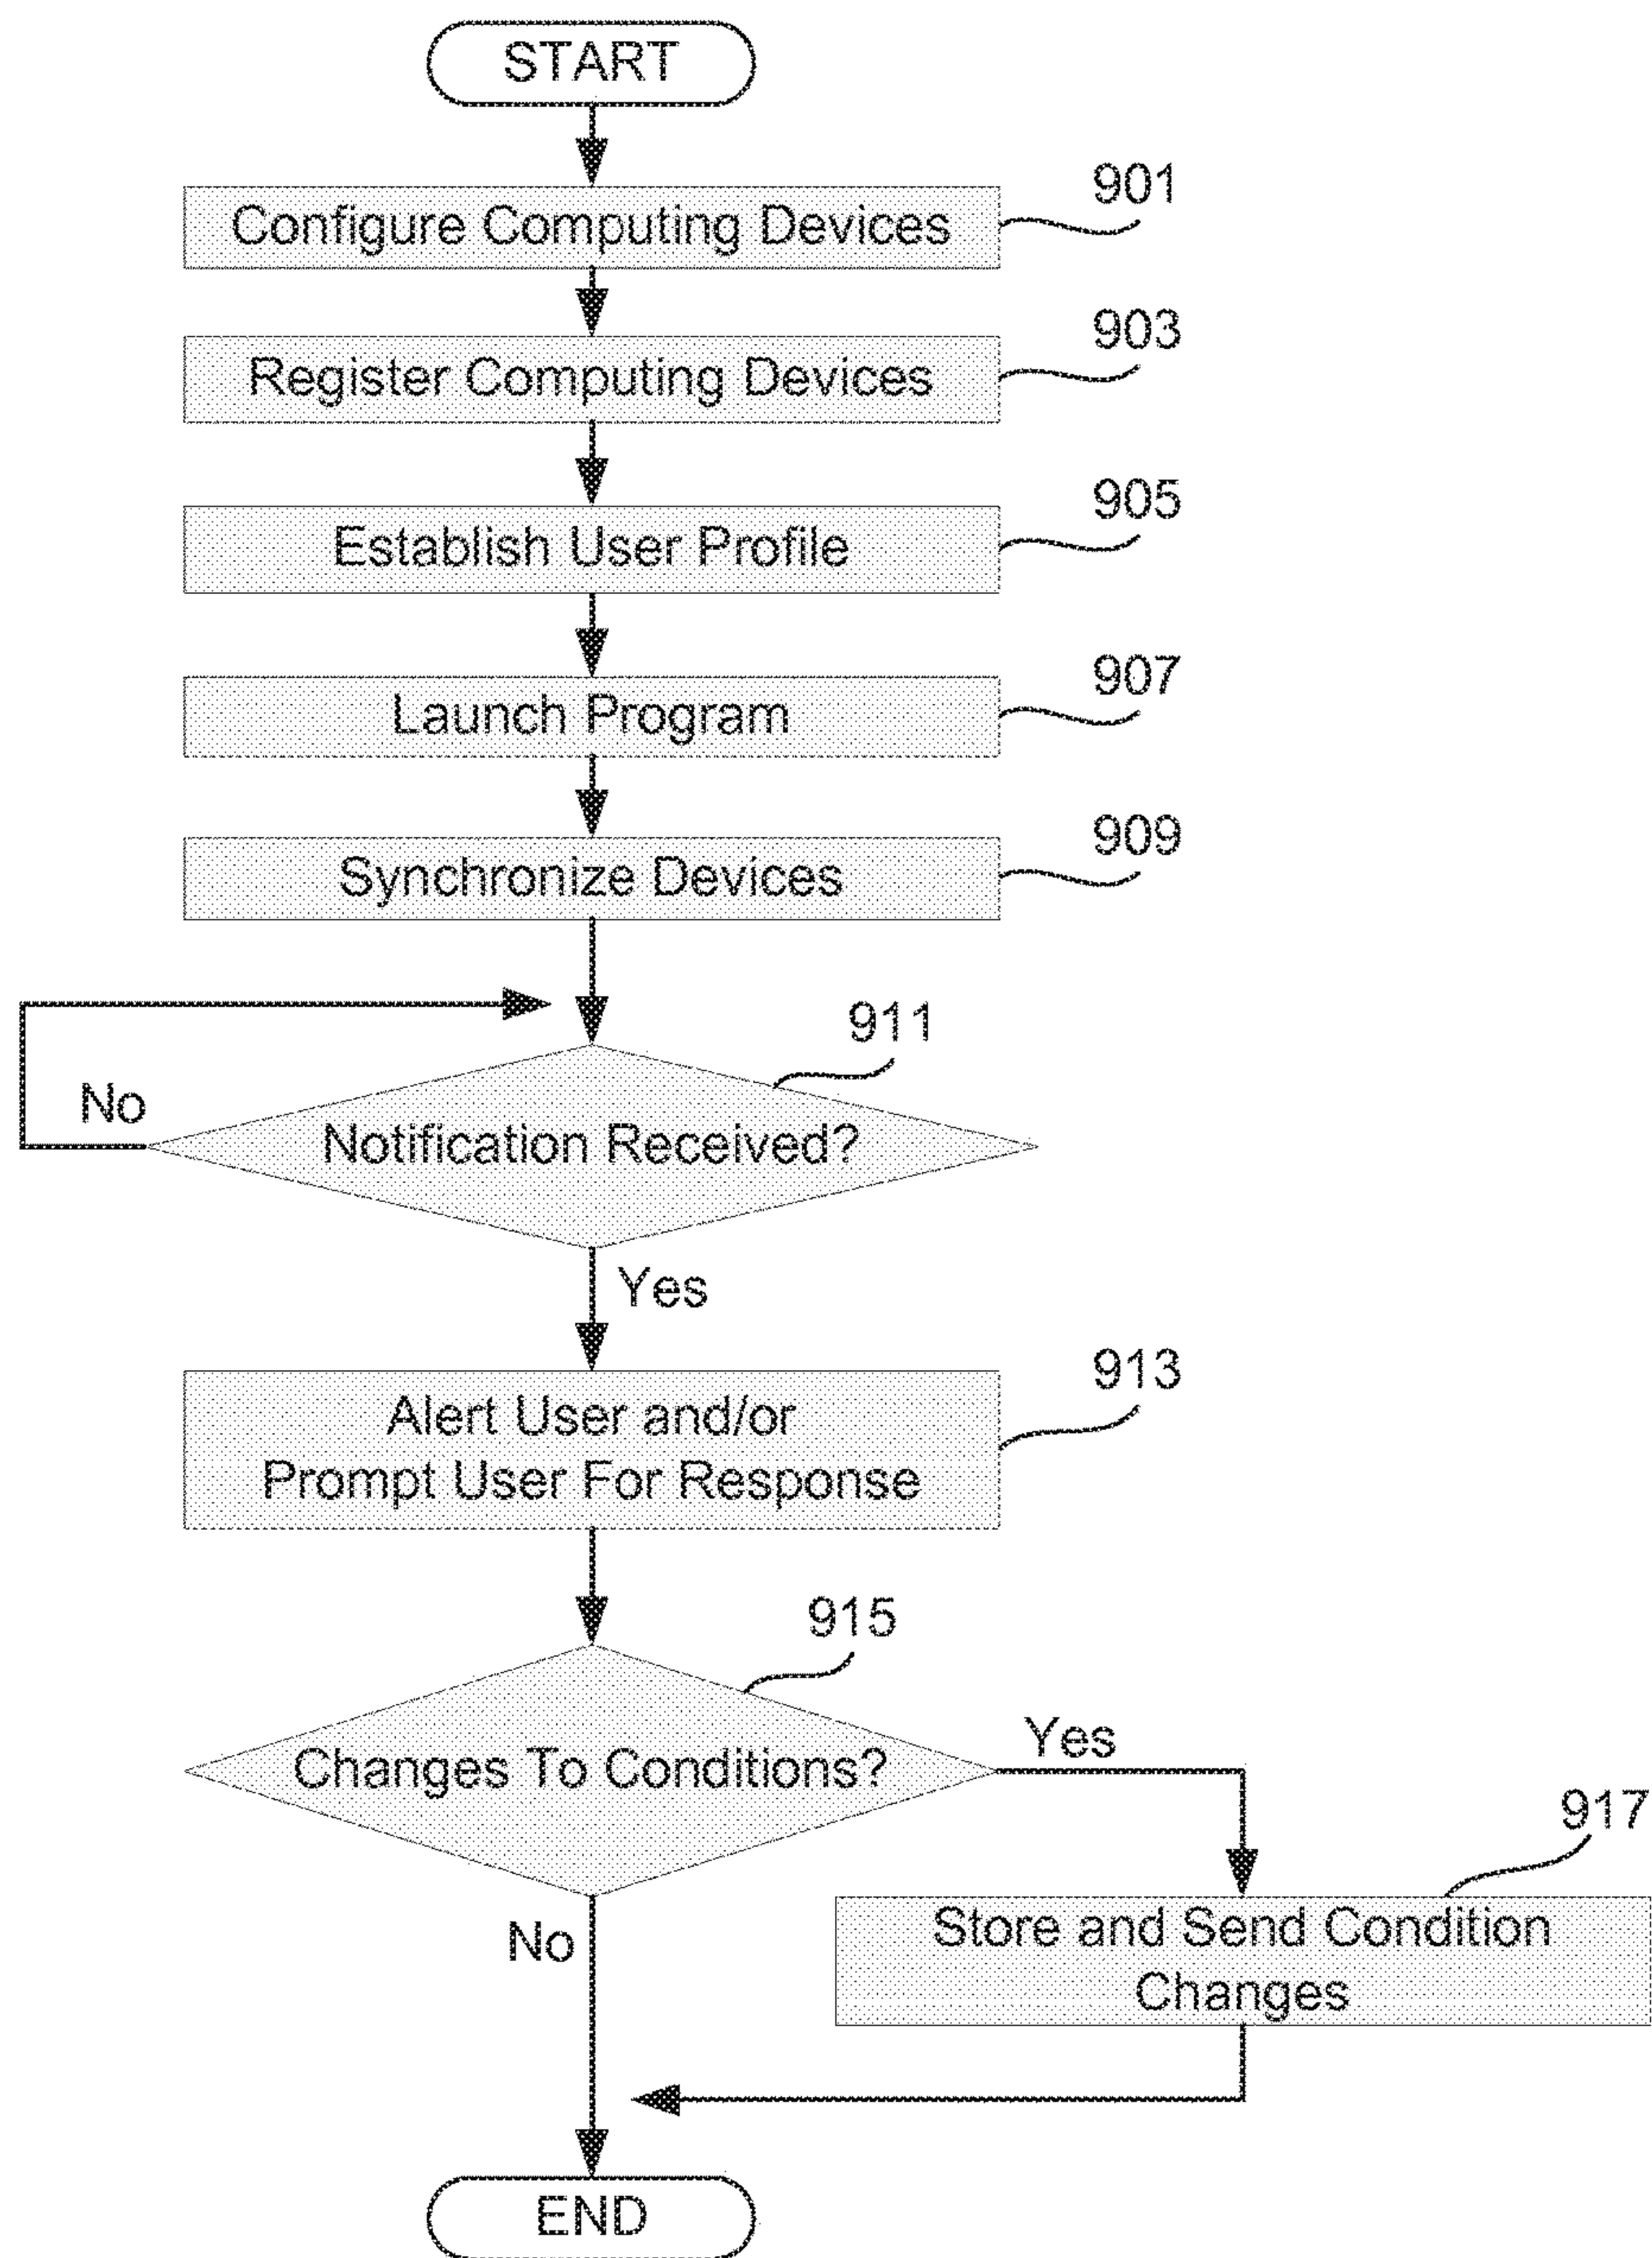 START
Configure Computing Devices
901
Register Computing Devices
903
Establish User Profile
905
Launch Program
907
Synchronize Devices
909
911
No
Notification Received?
Yes
Alert User and/or
Prompt User For Response
913
915
Changes To Conditions?
Yes
917
Store and Send Condition
Changes
No
END